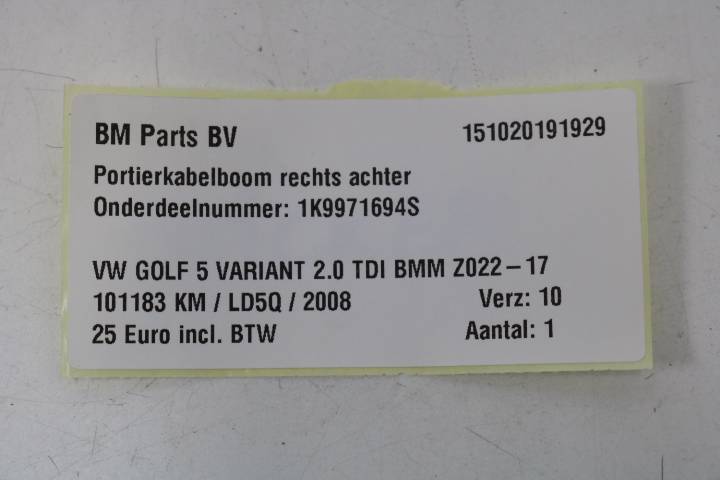 BM Parts BV 151020191929
Portierkabelboom rechts achter
Onderdeelnummer: 1K9971694S
VW GOLF 5 VARIANT 2.0 TDI BMM Z022-17
101183 KM / LD5Q / 2008 Verz: 10
25 Euro incl. BTW Aantal: 1